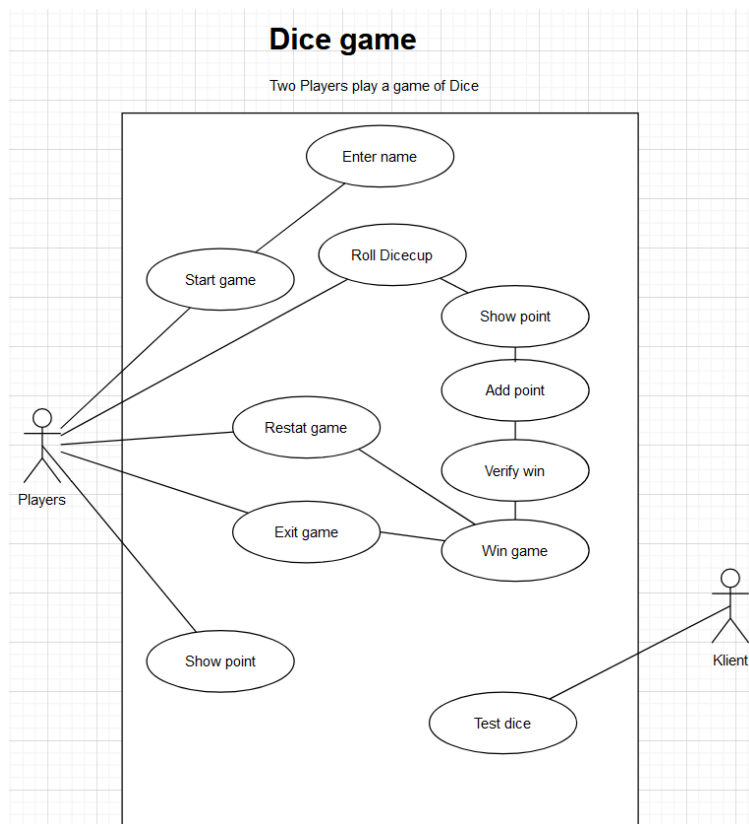 Dice game
Two Players play a game of Dice
Enter name
Roll Dicecup
Start game
Show point
Add point
Restat game
Verify win
Players
Exit game
Win game
Show point
Klient
Test dice